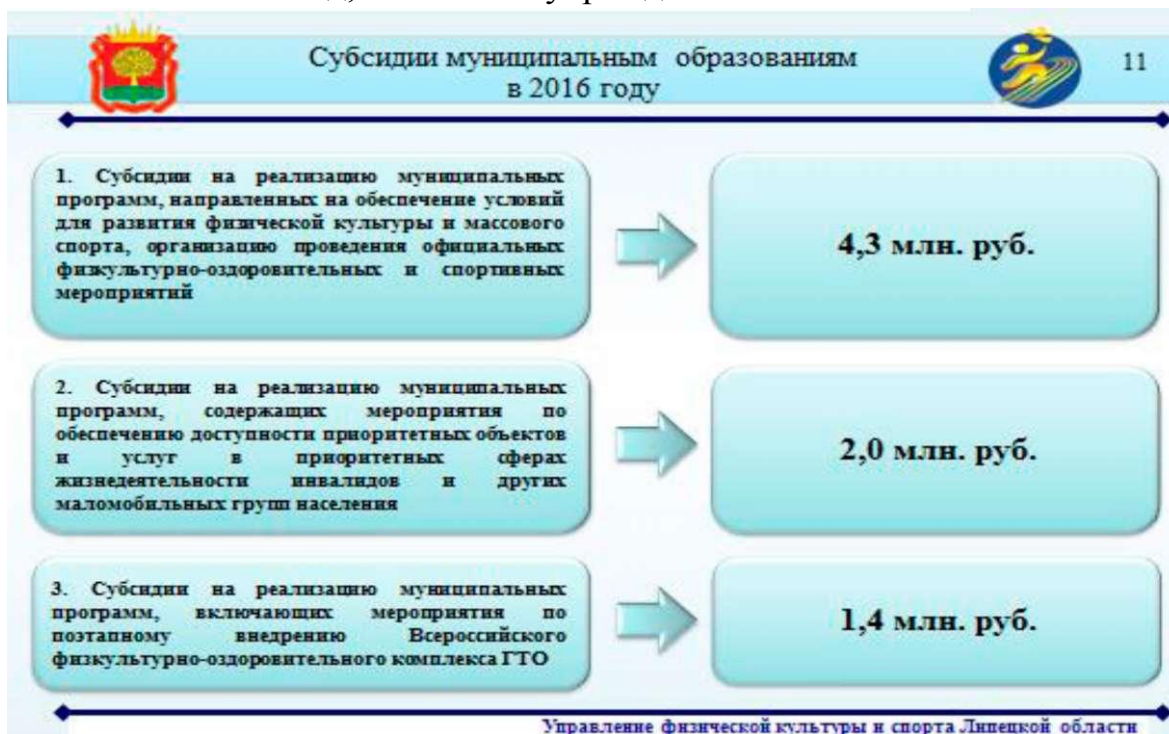 Субсидии муниципальным образованиям
в 2016 году
11
1. Субсидии на реализацию муниципальных
программ, направленных на обеспечение условий
для развития физической культуры и массового
спорта, организацию проведения официальных
физкультурно-оздоровительных и спортивных
мероприятий
4,3 млн. руб.
2. Субсидии на реализацию муниципальных
программ, содержащих мероприятия по
обеспечению доступности приоритетных объектов
и услуг в приоритетных сферах
жизнедеятельности инвалидов и других
маломобильных групп населения
2,0 млн. руб.
3. Субсидии на реализацию муниципальных
программ, включающих мероприятия по
поэтапному внедрению Всероссийского
физкультурно-оздоровительного комплекса ГТО
1,4 млн. руб.
Управление физической культуры и спорта Липецкой области